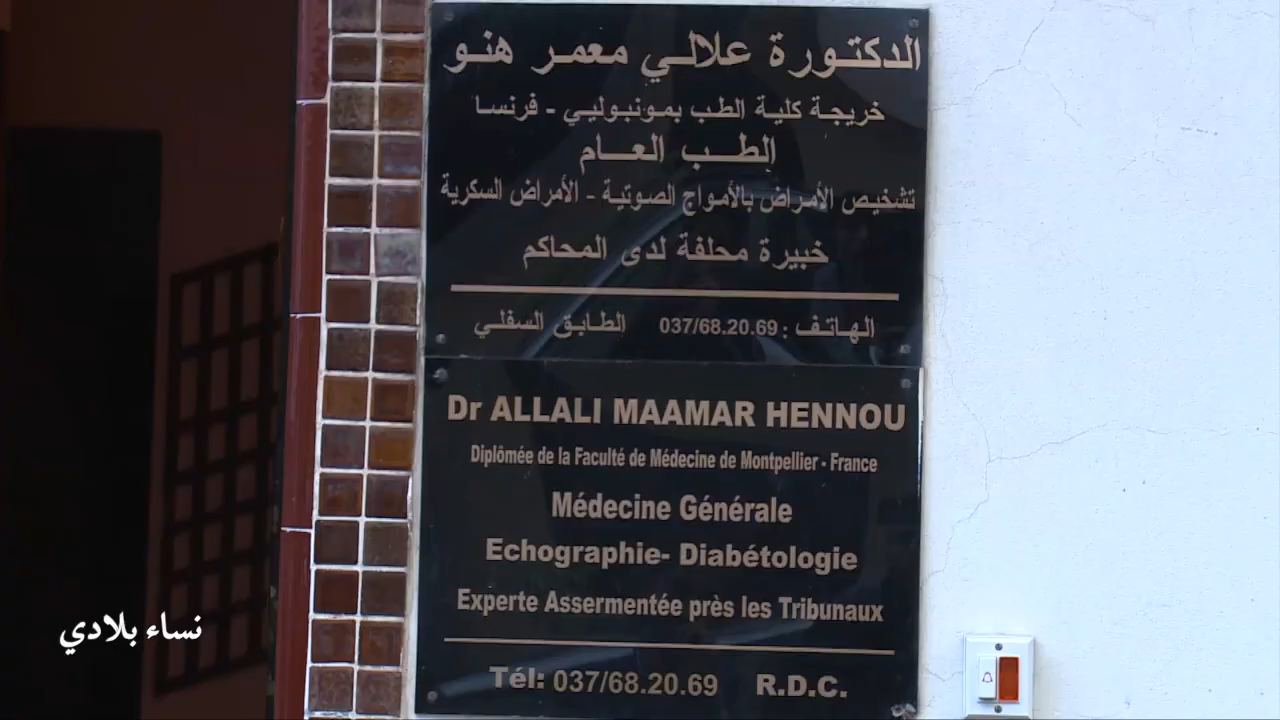 الدكتورة علالي معمر هنو
خريجة كلية الطب بمونبوليي - فرنسا
الطب العام
تشخيص الأمراض بالأمواج الصوتية - الأمراض السكرية
خبيرة محلفة لدى المحاكم
الهاتف : 037/68.20.69 الطابق السفلي
Dr ALLALI MAAMAR HENNOU
Diplômée de la Faculté de Médecine de Montpellier - France
Médecine Générale
Echographie- Diabétologie
Experte Assermentée près les Tribunaux
Tél: 037/68.20.69 R.D.C.
نساء بلادي